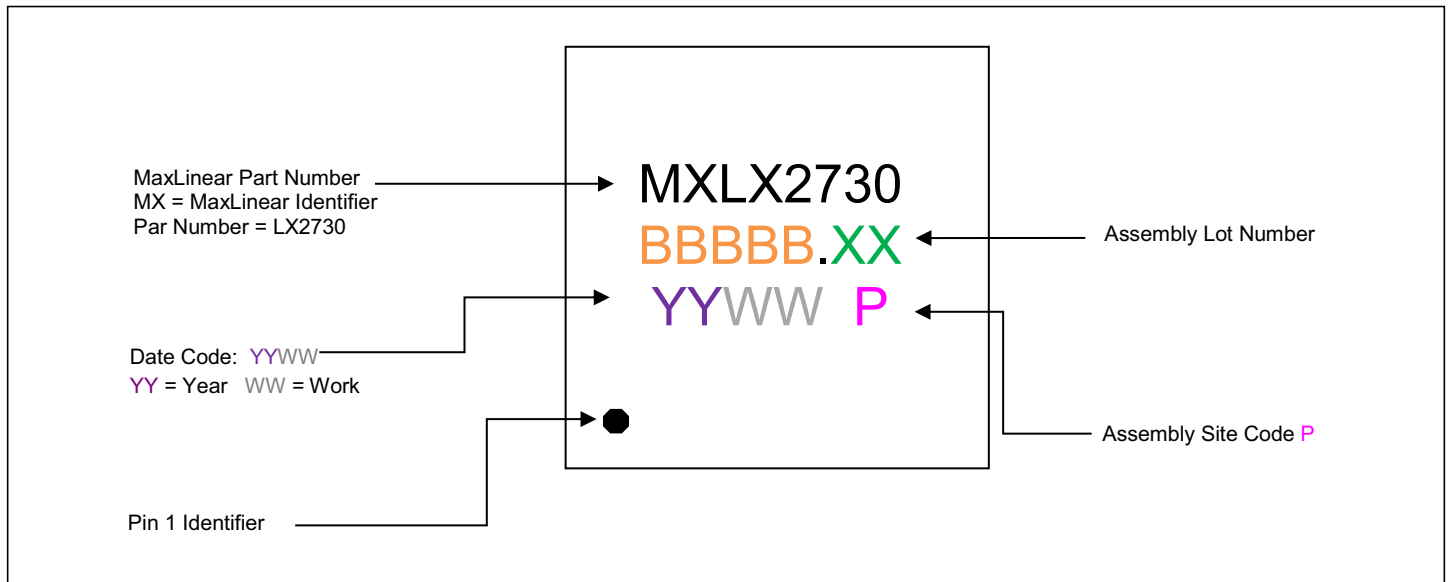 MaxLinear Part Number
MX = MaxLinear Identifier
Par Number = LX2730
MXLX2730
BBBBB.XX
Assembly Lot Number
YYWW P
Date Code: YYWW
YY = Year WW = Work
Assembly Site Code P
Pin 1 Identifier